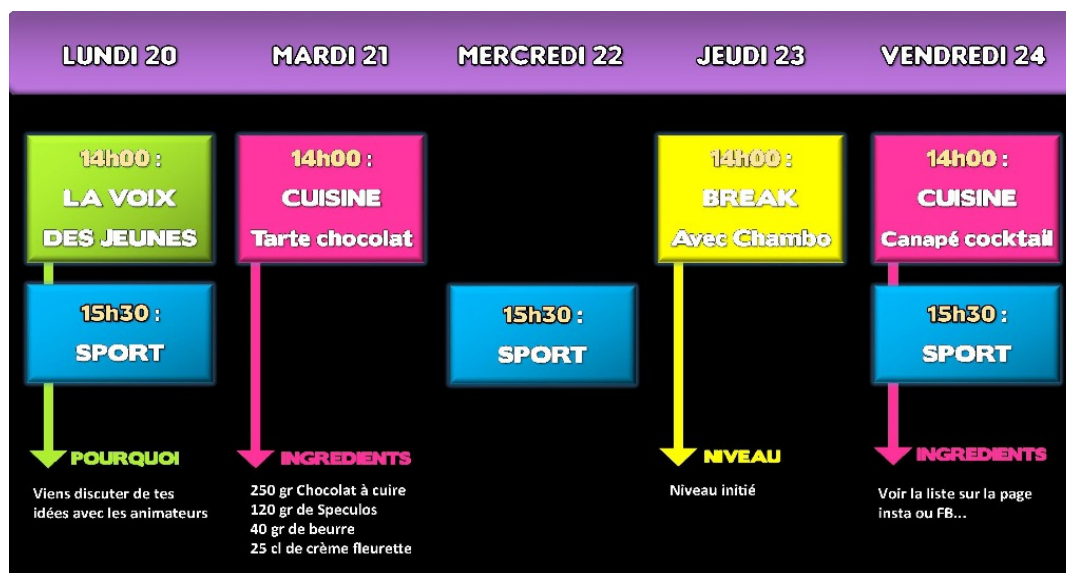 LUNDI 20
MARDI 21
MERCREDI 22
JEUDI 23
VENDREDI 24
14h00 :
LA VOIX
DES JEUNES
15h30 :
SPORT
POURQUOI
Viens discuter de tes
idées avec les animateurs
14h00 :
CUISINE
Tarte chocolat
INGREDIENTS
250 gr Chocolat à cuire
120 gr de Speculos
40 gr de beurre
25 cl de crème fleurette
15h30 :
SPORT
14h00 :
BREAK
Avec Chambo
NIVEAU
Niveau initié
14h00 :
CUISINE
Canapé cocktail
15h30 :
SPORT
INGREDIENTS
Voir la liste sur la page
insta ou FB...